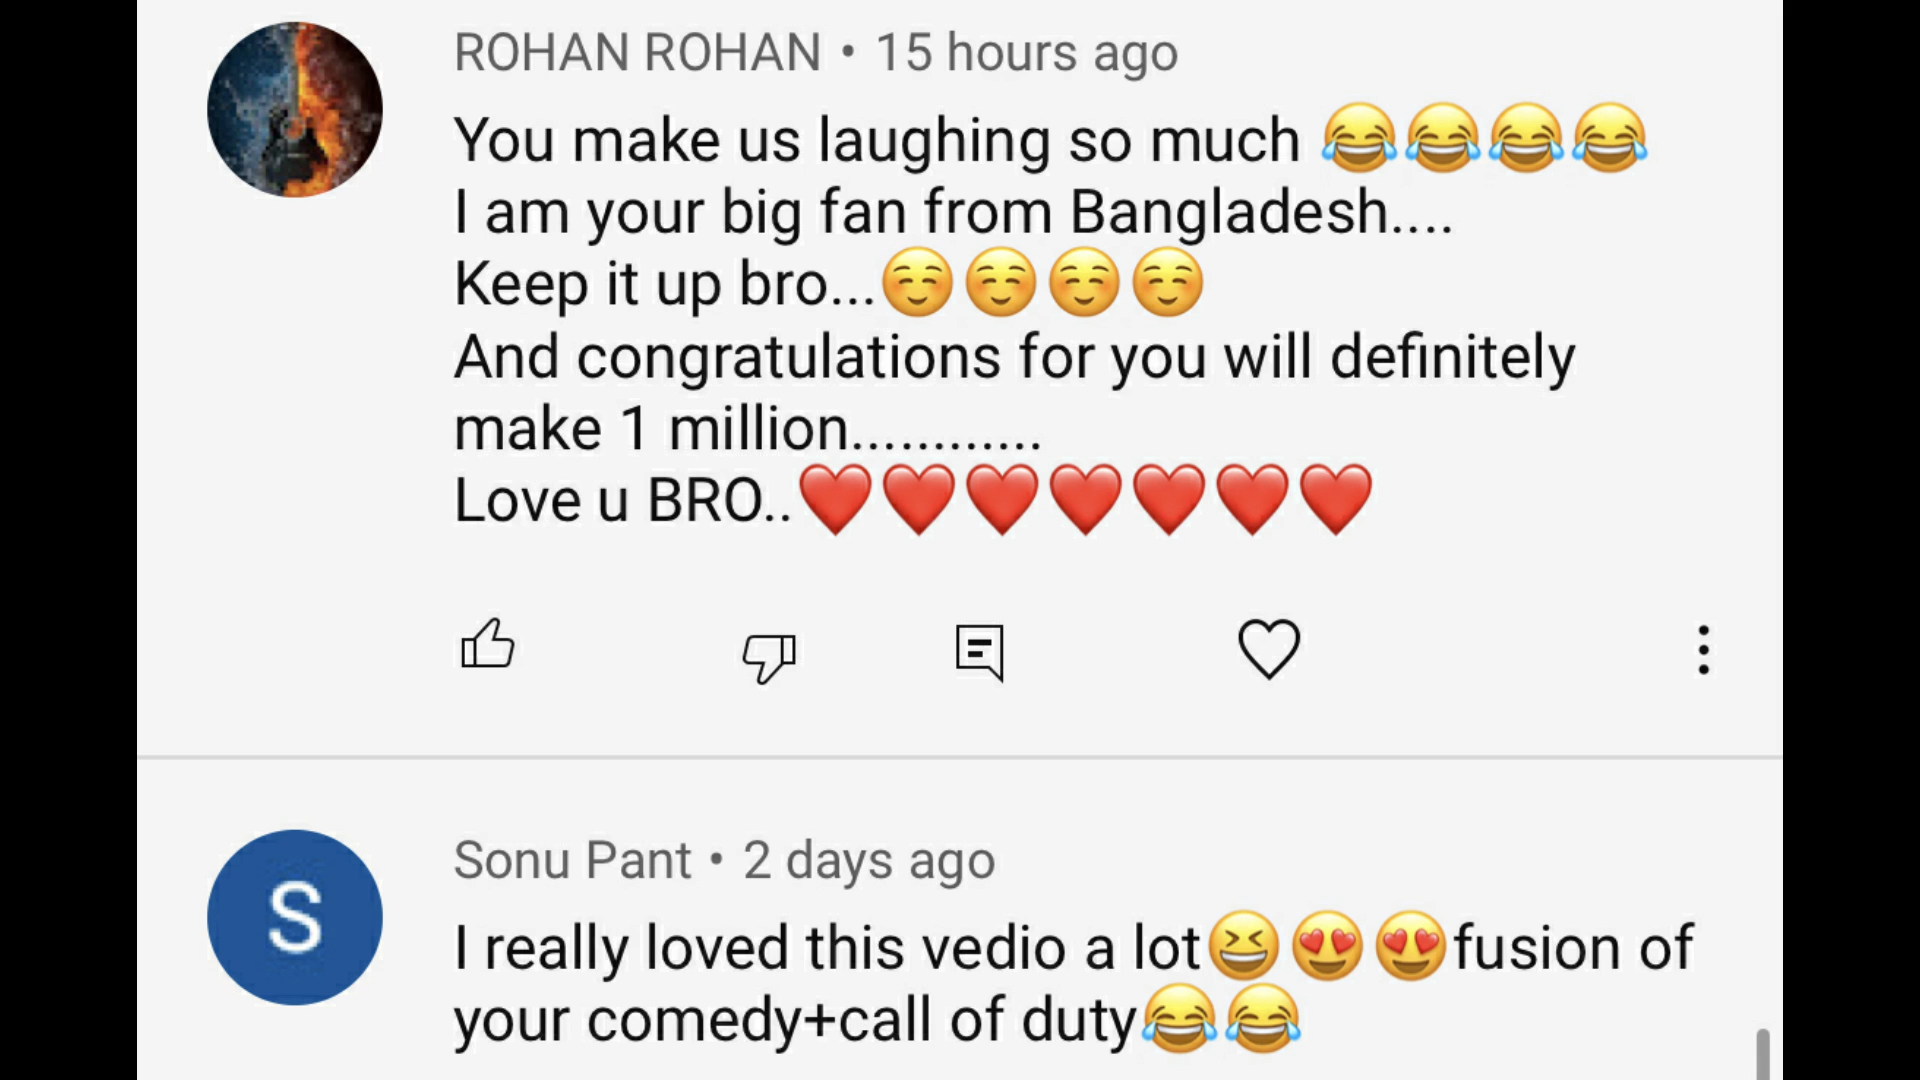 ROHAN ROHAN • 15 hours ago
You make us laughing so much 😂😂😂😂
I am your big fan from Bangladesh....
Keep it up bro...☺️☺️☺️☺️
And congratulations for you will definitely
make 1 million............
Love u BRO..❤️❤️❤️❤️❤️❤️❤️
S
Sonu Pant • 2 days ago
I really loved this vedio a lot😆😍😍fusion of
your comedy+call of duty😂😂